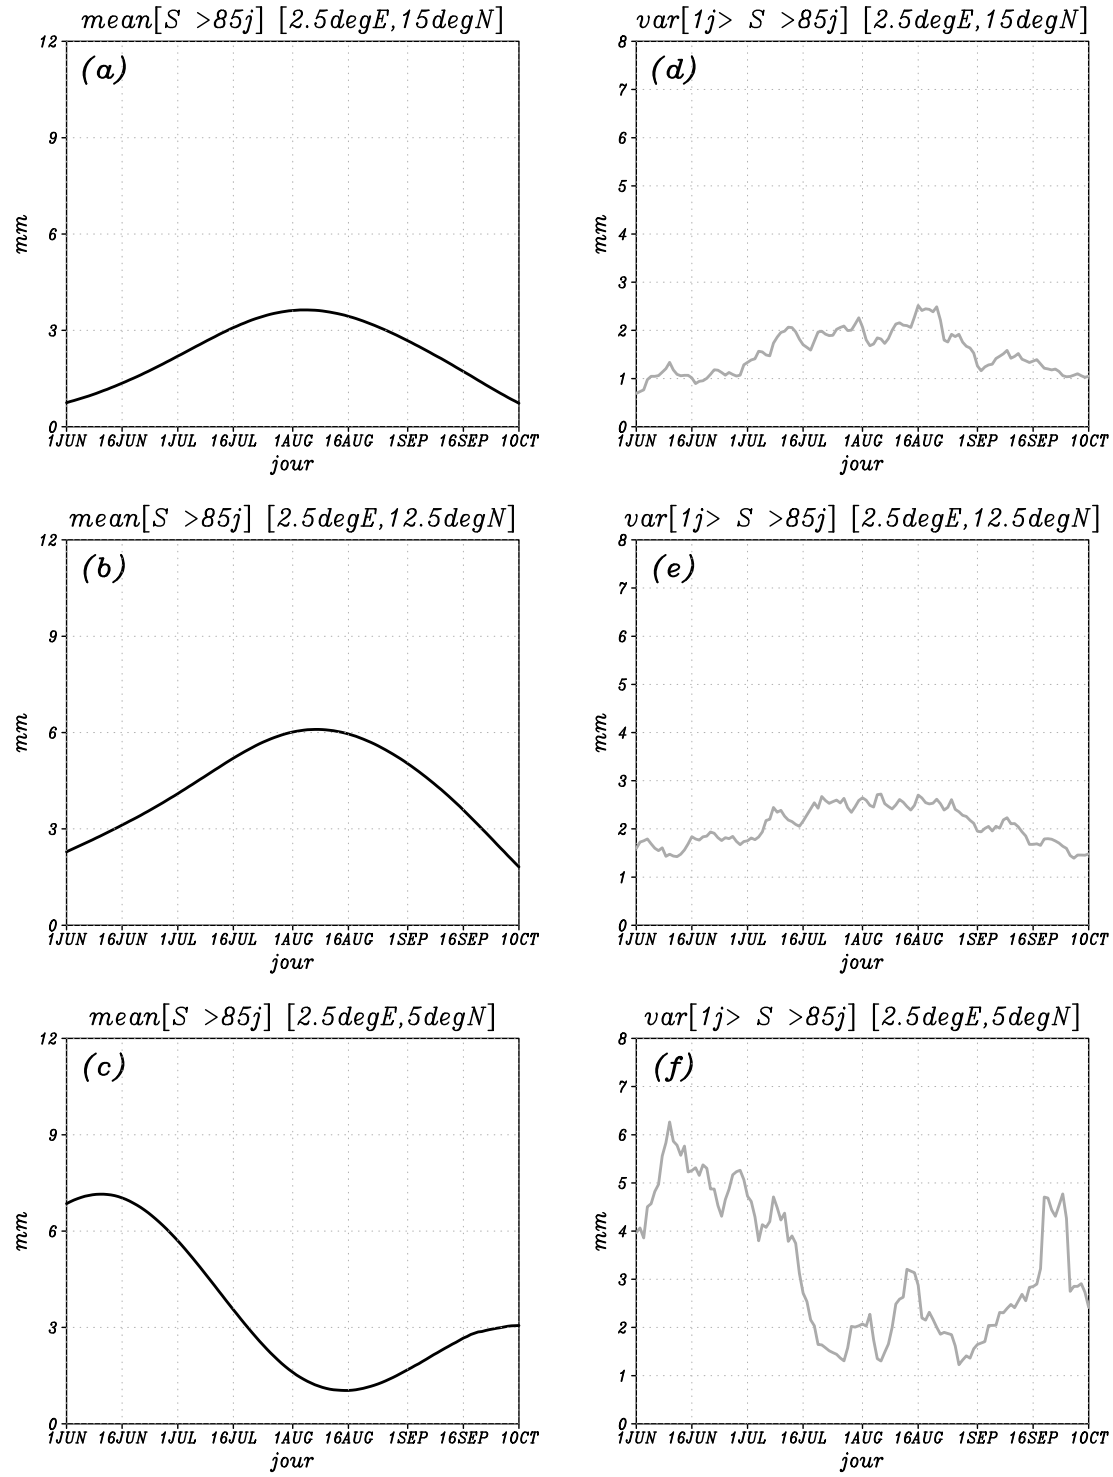 mean[S >85j] [2.5degE,15degN]
(a)
12
9
6
3
0
mm
1JUN 16JUN 1JUL 16JUL 1AUG 16AUG 1SEP 16SEP 1OCT
jour
var[1j> S >85j] [2.5degE,15degN]
(d)
8
7
6
5
4
3
2
1
0
mm
1JUN 16JUN 1JUL 16JUL 1AUG 16AUG 1SEP 16SEP 1OCT
jour
mean[S >85j] [2.5degE,12.5degN]
(b)
12
9
6
3
0
mm
1JUN 16JUN 1JUL 16JUL 1AUG 16AUG 1SEP 16SEP 1OCT
jour
var[1j> S >85j] [2.5degE,12.5degN]
(e)
8
7
6
5
4
3
2
1
0
mm
1JUN 16JUN 1JUL 16JUL 1AUG 16AUG 1SEP 16SEP 1OCT
jour
mean[S >85j] [2.5degE,5degN]
(c)
12
9
6
3
0
mm
1JUN 16JUN 1JUL 16JUL 1AUG 16AUG 1SEP 16SEP 1OCT
jour
var[1j> S >85j] [2.5degE,5degN]
(f)
8
7
6
5
4
3
2
1
0
mm
1JUN 16JUN 1JUL 16JUL 1AUG 16AUG 1SEP 16SEP 1OCT
jour